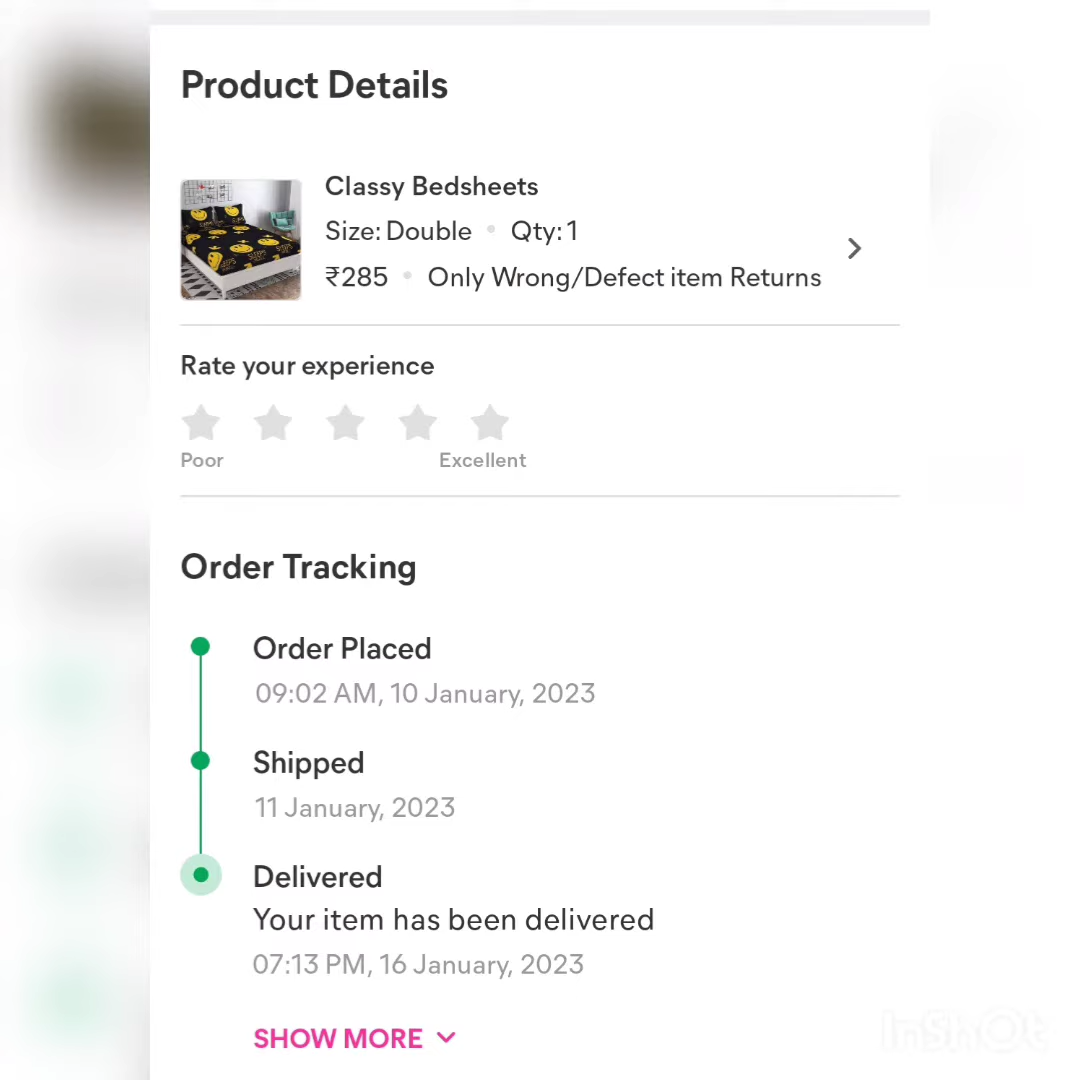 Product Details
Classy Bedsheets
Size: Double • Qty: 1
₹285 • Only Wrong/Defect item Returns
Rate your experience
Poor Excellent
Order Tracking
Order Placed
09:02 AM, 10 January, 2023
Shipped
11 January, 2023
Delivered
Your item has been delivered
07:13 PM, 16 January, 2023
SHOW MORE
InShOt